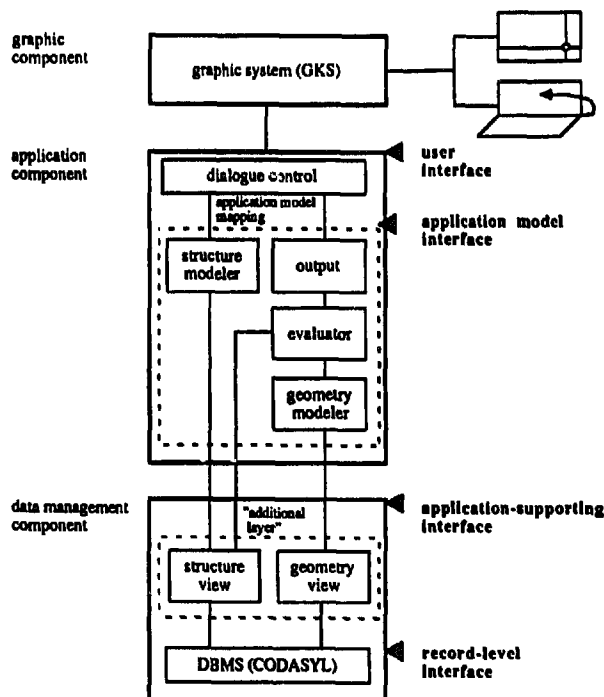 graphic
component
graphic system (GKS)
application
component
user
interface
dialogue control
application model
mapping
application model
interface
structure
modeler
output
evaluator
geometry
modeler
data management
component
"additional
layer"
application-supporting
interface
structure
view
geometry
view
DBMS (CODASYL)
record-level
interface